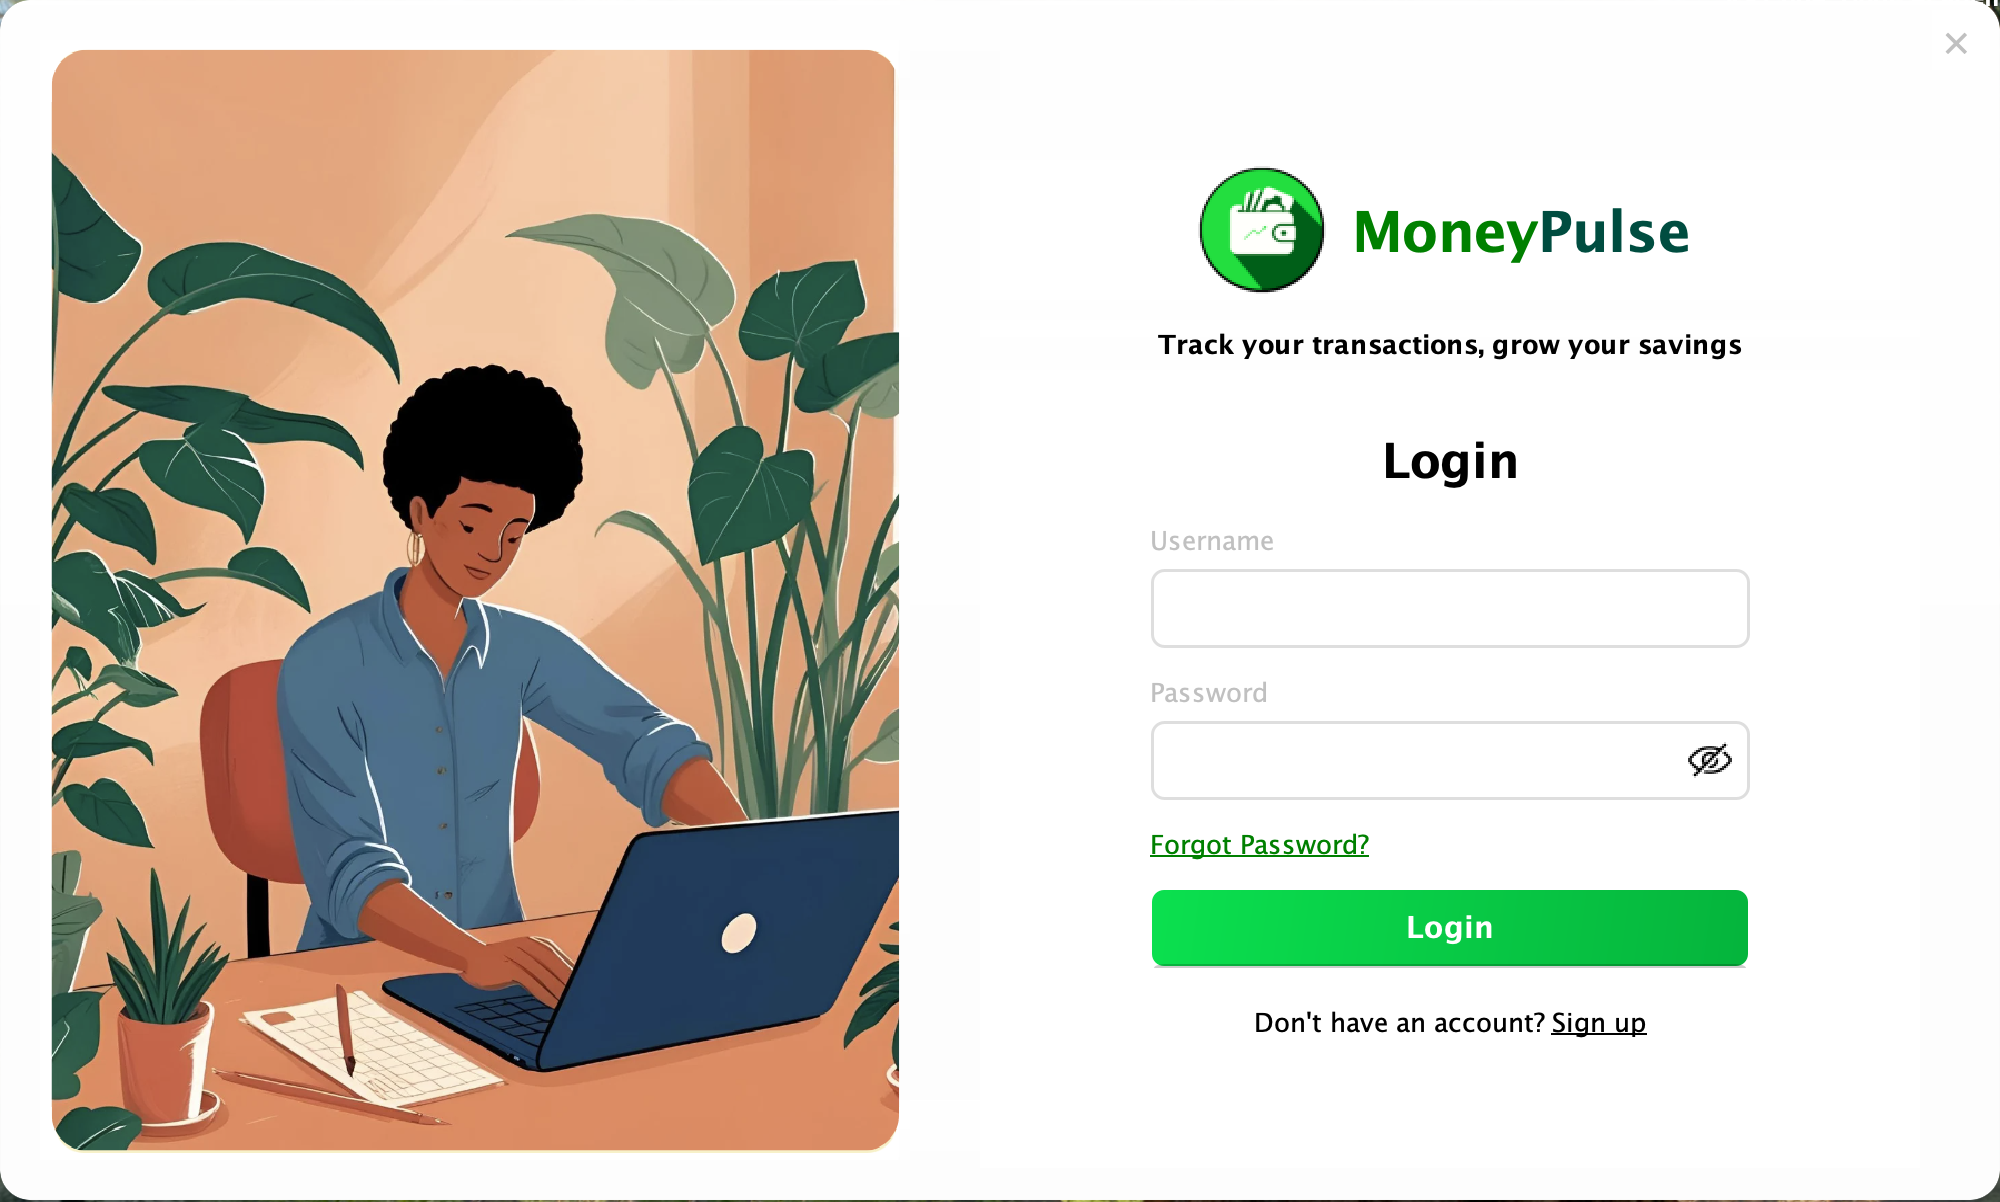 MoneyPulse
Track your transactions, grow your savings
Login
Username
Password
Forgot Password?
Login
Don't have an account? Sign up